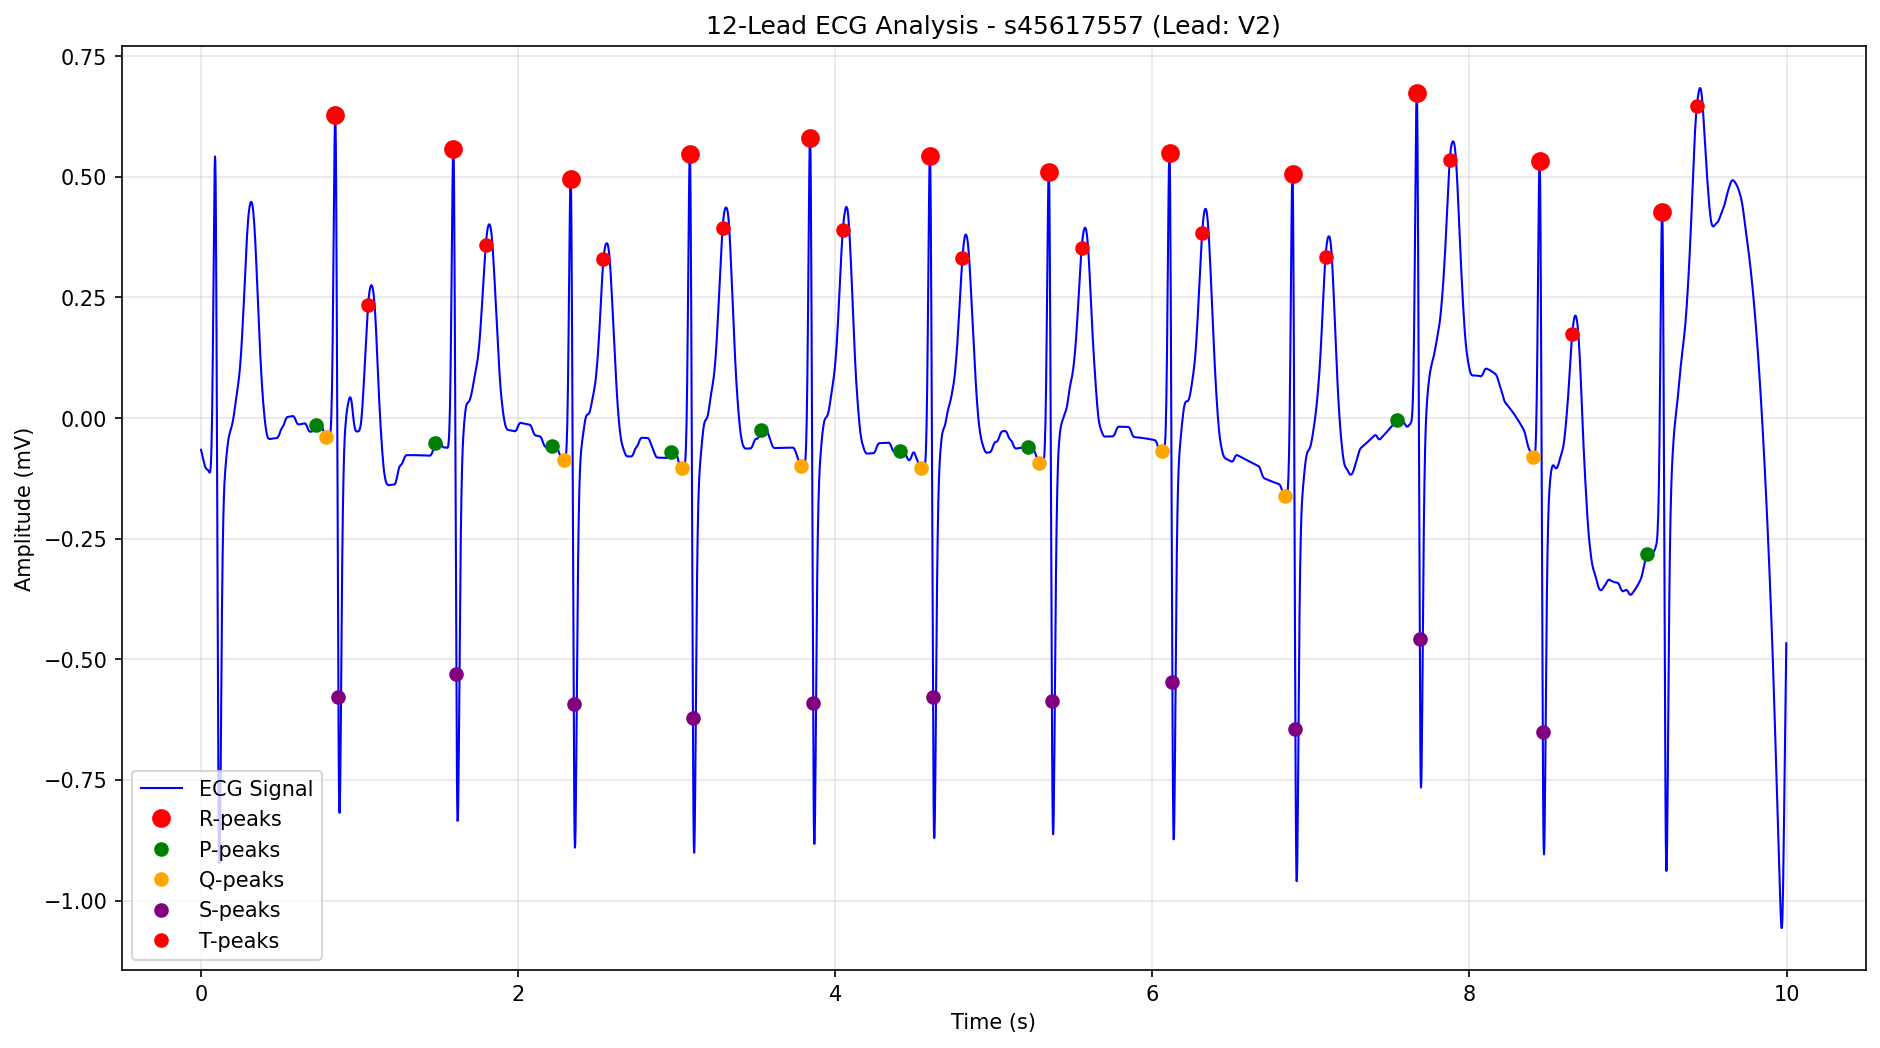 12-Lead ECG Analysis - s45617557 (Lead: V2)
Amplitude (mV)
0.75
0.50
0.25
0.00
−0.25
−0.50
−0.75
−1.00
ECG Signal
R-peaks
P-peaks
Q-peaks
S-peaks
T-peaks
0 2 4 6 8 10
Time (s)